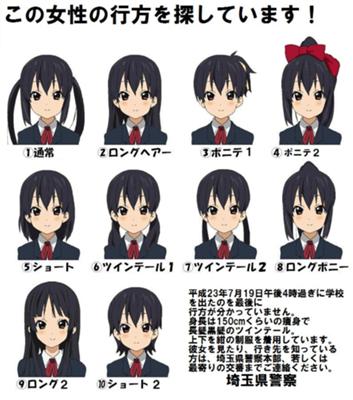 この女性の行方を探しています！
①通常
②ロングヘアー
③ポニテ1
④ポニテ2
⑤ショート
⑥ツインテール1
⑦ツインテール2
⑧ロングポニー
⑨ロング2
⑩ショート2
平成23年7月19日午後4時過ぎに学校
を出たのを最後に
行方が分かっていません。
身長は150cmくらいの痩身で
長髪黒髪のツインテール。
上下を紺の制服を着用しています。
彼女を見たり、行き先を知っている
方は、埼玉県警察本部、若しくは
最寄りの交番までご連絡ください。
埼玉県警察